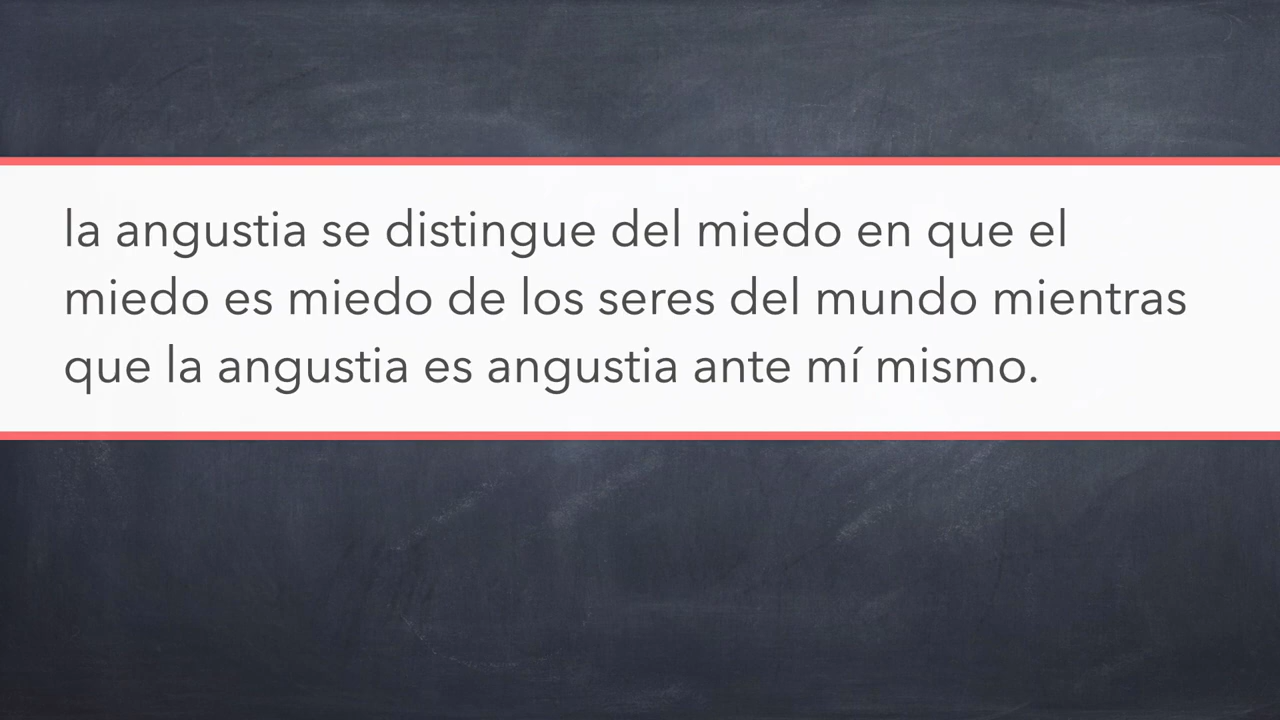 la angustia se distingue del miedo en que el
miedo es miedo de los seres del mundo mientras
que la angustia es angustia ante mí mismo.